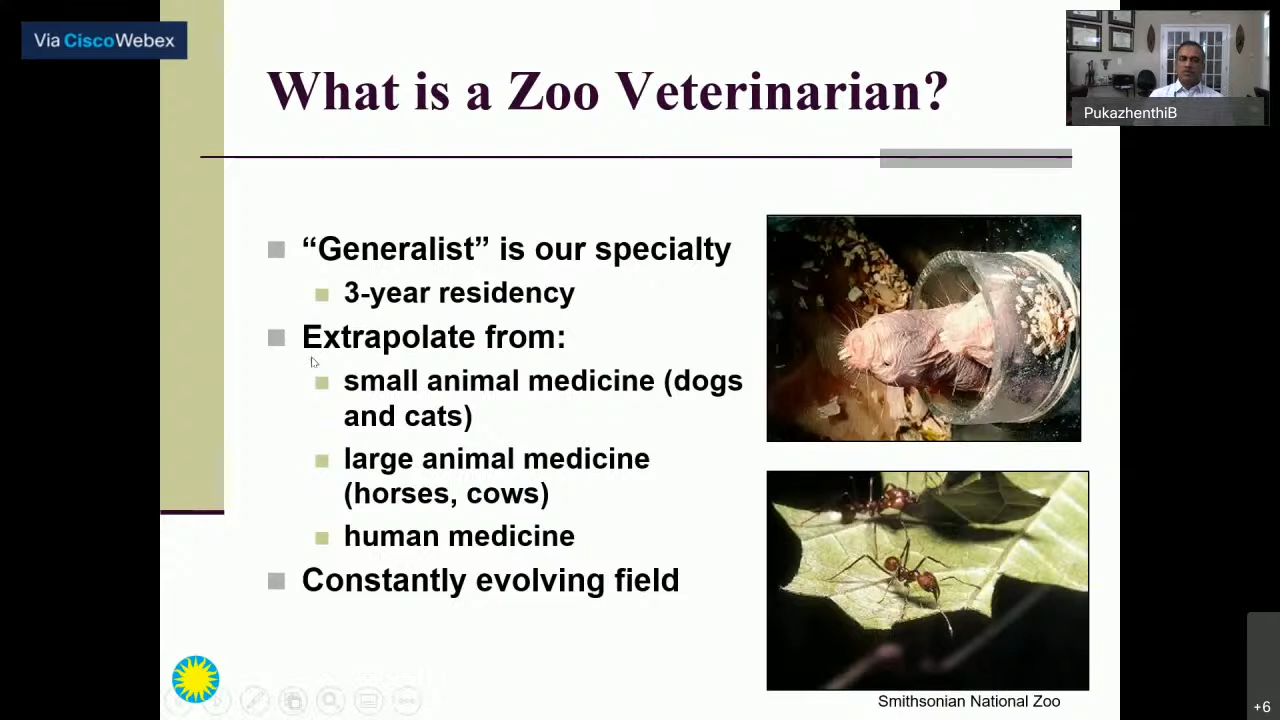 Via CiscoWebex
What is a Zoo Veterinarian?
PukazhenthiB
“Generalist” is our specialty
3-year residency
Extrapolate from:
small animal medicine (dogs
and cats)
large animal medicine
(horses, cows)
human medicine
Constantly evolving field
Smithsonian National Zoo
+6